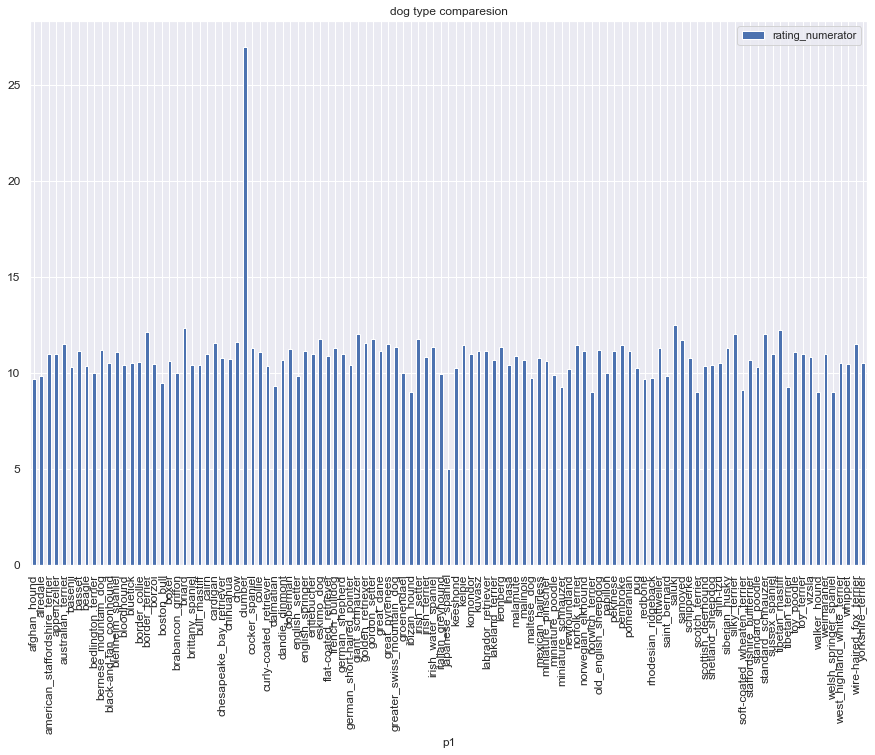 dog type comparesion
rating_numerator
25
20
15
10
5
0
afghan_hound
airedale
american_staffordshire_terrier
appenzeller
australian_terrier
basenji
basset
beagle
bedlington_terrier
bernese_mountain_dog
black-and-tan_coonhound
blenheim_spaniel
bloodhound
bluetick
border_collie
border_terrier
borzoi
boston_bull
boxer
brabancon_griffon
briard
brittany_spaniel
bull_mastiff
cairn
cardigan
chesapeake_bay_retriever
chihuahua
chow
clumber
cocker_spaniel
collie
curly-coated_retriever
dalmatian
dandie_dinmont
doberman
english_setter
english_springer
entlebucher
eskimo_dog
flat-coated_retriever
french_bulldog
german_shepherd
german_short-haired_pointer
giant_schnauzer
golden_retriever
gordon_setter
great_dane
great_pyrenees
greater_swiss_mountain_dog
groenendael
ibizan_hound
irish_setter
irish_terrier
irish_water_spaniel
italian_greyhound
japanese_spaniel
keeshond
kelpie
komondor
kuvasz
labrador_retriever
lakeland_terrier
leonberg
lhasa
malamute
malinois
maltese_dog
mexican_hairless
miniature_pinscher
miniature_poodle
miniature_schnauzer
newfoundland
norfolk_terrier
norwegian_elkhound
norwich_terrier
old_english_sheepdog
papillon
pekinese
pembroke
pomeranian
pug
redbone
rhodesian_ridgeback
rottweiler
saint_bernard
saluki
samoyed
schipperke
scotch_terrier
scottish_deerhound
shetland_sheepdog
shih-tzu
siberian_husky
silky_terrier
soft-coated_wheaten_terrier
staffordshire_bullterrier
standard_poodle
standard_schnauzer
sussex_spaniel
tibetan_mastiff
tibetan_terrier
toy_poodle
toy_terrier
vizsla
walker_hound
weimaraner
welsh_springer_spaniel
west_highland_white_terrier
whippet
wire-haired_fox_terrier
yorkshire_terrier
p1